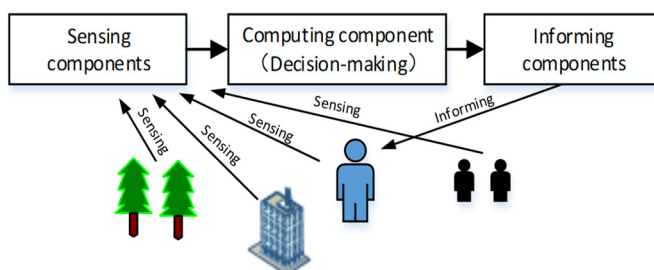 Sensing
components
Computing component
（Decision-making）
Informing
components
Sensing
Sensing
Sensing
Sensing
Informing